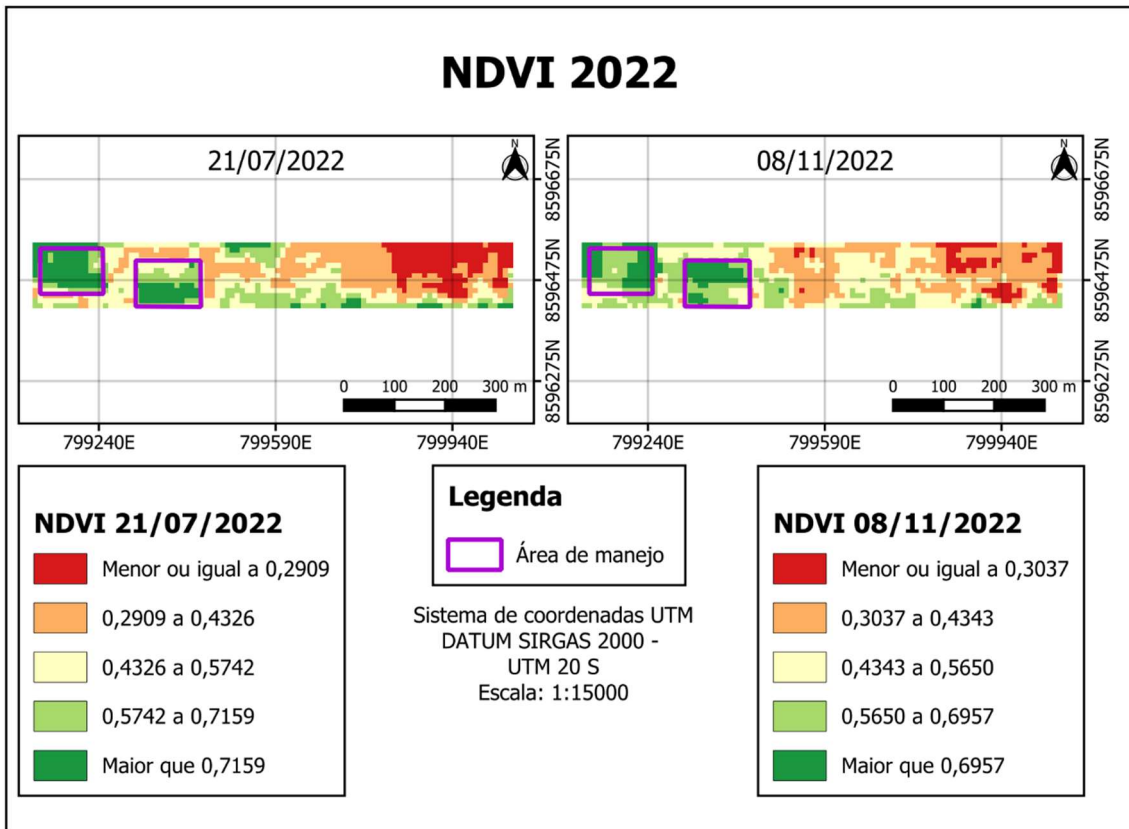 NDVI 2022
21/07/2022
N
8596675N
8596475N
8596275N
0 100 200 300 m
799240E 799590E 799940E
08/11/2022
N
8596675N
8596475N
8596275N
0 100 200 300 m
799240E 799590E 799940E
NDVI 21/07/2022
Menor ou igual a 0,2909
0,2909 a 0,4326
0,4326 a 0,5742
0,5742 a 0,7159
Maior que 0,7159
Legenda
Área de manejo
Sistema de coordenadas UTM
DATUM SIRGAS 2000 -
UTM 20 S
Escala: 1:15000
NDVI 08/11/2022
Menor ou igual a 0,3037
0,3037 a 0,4343
0,4343 a 0,5650
0,5650 a 0,6957
Maior que 0,6957